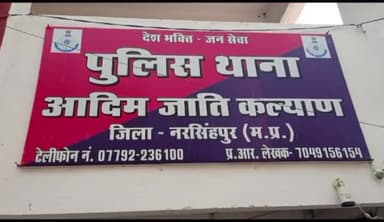 देश भक्ति - जन सेवा
पुलिस थाना
आदिम जाति कल्याण
जिला - नरसिंहपुर (म.प्र.)
टेलीफोन नं. 07792-236100 प्र.आर. लेखक- 7049156154